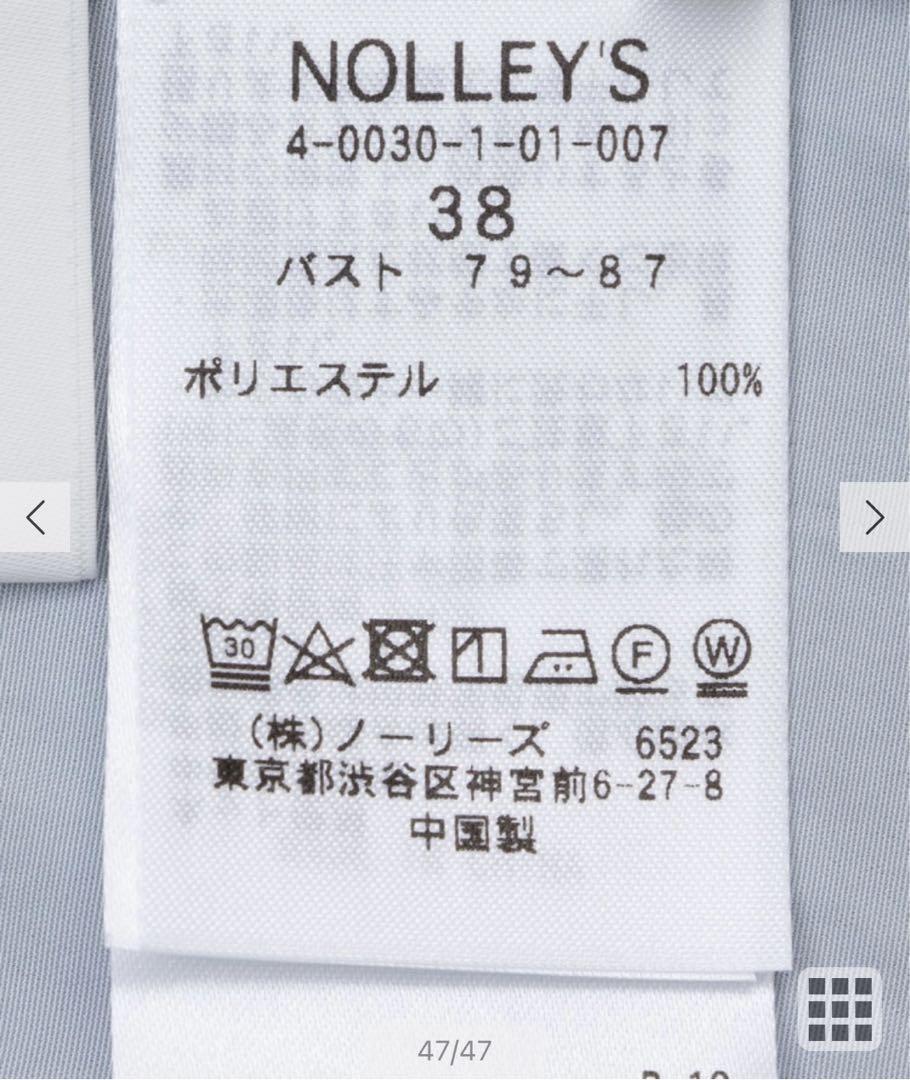 NOLLEY'S
4-0030-1-01-007
38
バスト 79～87
ポリエステル 100%
30 F W
(株)ノーリーズ 6523
東京都渋谷区神宮前6-27-8
中国製
47/47